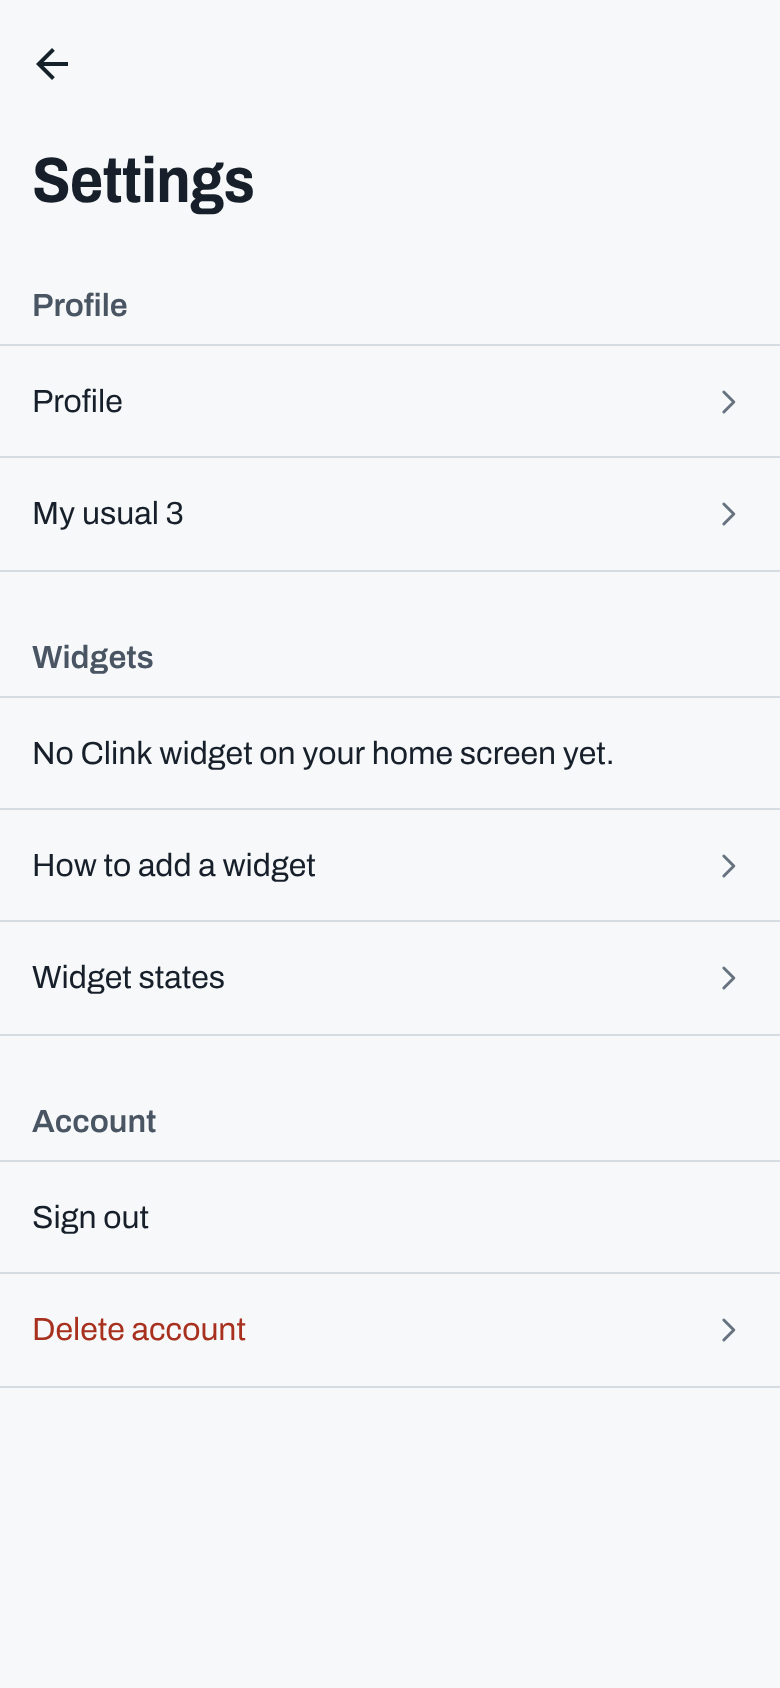 Settings
Profile
Profile
My usual 3
Widgets
No Clink widget on your home screen yet.
How to add a widget
Widget states
Account
Sign out
Delete account